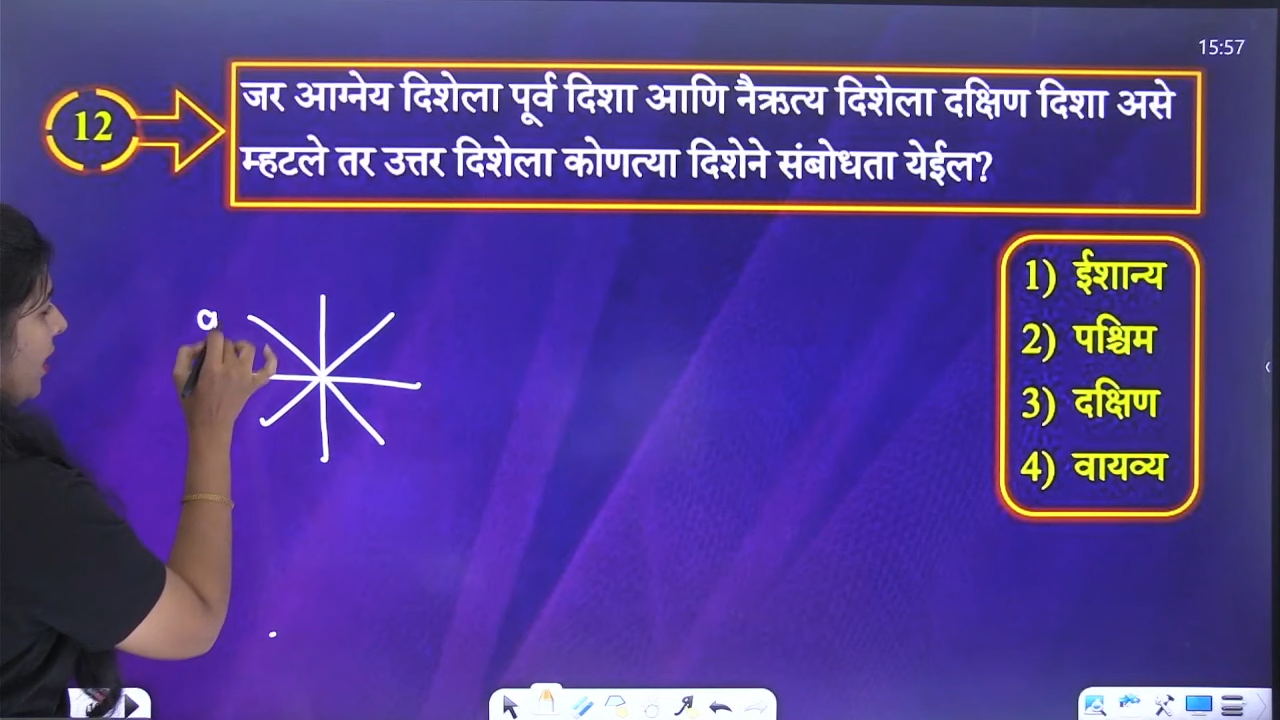 15:57
12
जर आग्नेय दिशेला पूर्व दिशा आणि नैऋत्य दिशेला दक्षिण दिशा असे
म्हटले तर उत्तर दिशेला कोणत्या दिशेने संबोधता येईल?
1) ईशान्य
2) पश्चिम
3) दक्षिण
4) वायव्य